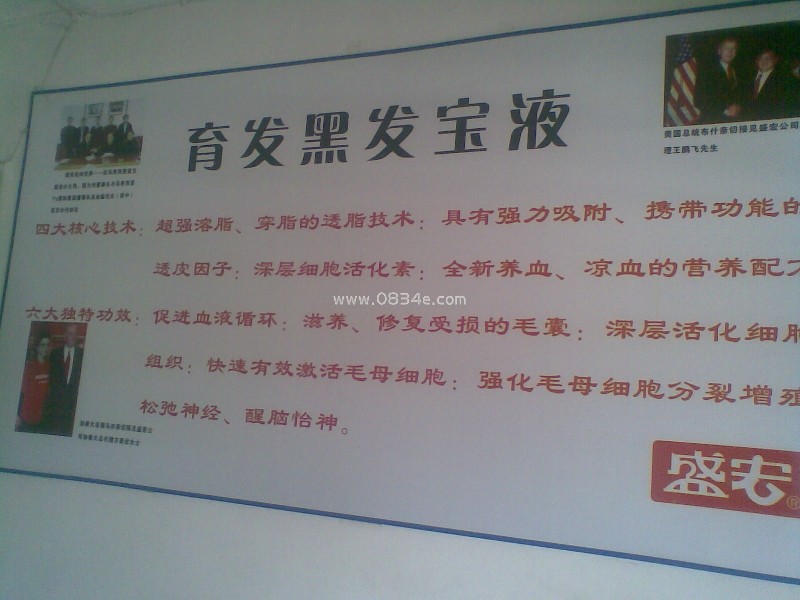 育发黑发宝液
美国总统布什亲切接见盛宏公司
理王鹏飞先生
四大核心技术：超强溶脂、穿脂的透脂技术；具有强力吸附、携带功能的
透皮因子；深层细胞活化素；全新养血、凉血的营养配方
www.0834e.com
六大独特功效：促进血液循环；滋养、修复受损的毛囊；深层活化细胞
组织；快速有效激活毛母细胞；强化毛母细胞分裂增殖
松弛神经、醒脑怡神。
盛宏®